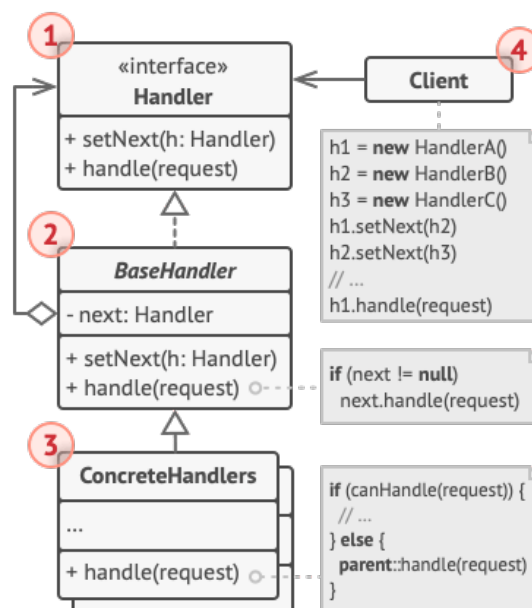 1
«interface»
Handler
+ setNext(h: Handler)
+ handle(request)
4
Client
h1 = new HandlerA()
h2 = new HandlerB()
h3 = new HandlerC()
h1.setNext(h2)
h2.setNext(h3)
// ...
h1.handle(request)
2
BaseHandler
- next: Handler
+ setNext(h: Handler)
+ handle(request)
if (next != null)
next.handle(request)
3
ConcreteHandlers
...
+ handle(request)
if (canHandle(request)) {
// ...
} else {
parent::handle(request)
}